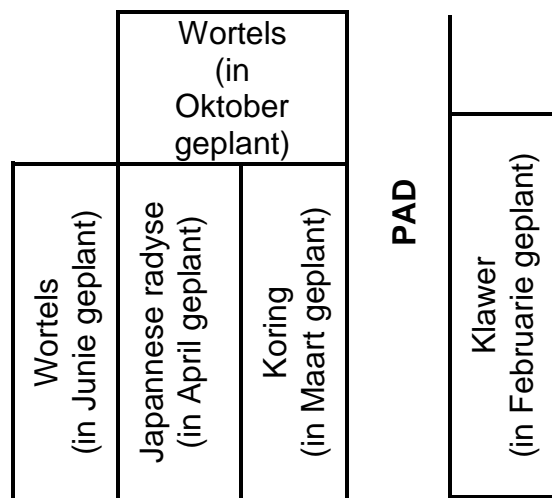 Wortels
(in
Oktober
geplant)
Wortels
(in Junie geplant)
Japannese radyse
(in April geplant)
Koring
(in Maart geplant)
PAD
Klawer
(in Februarie geplant)